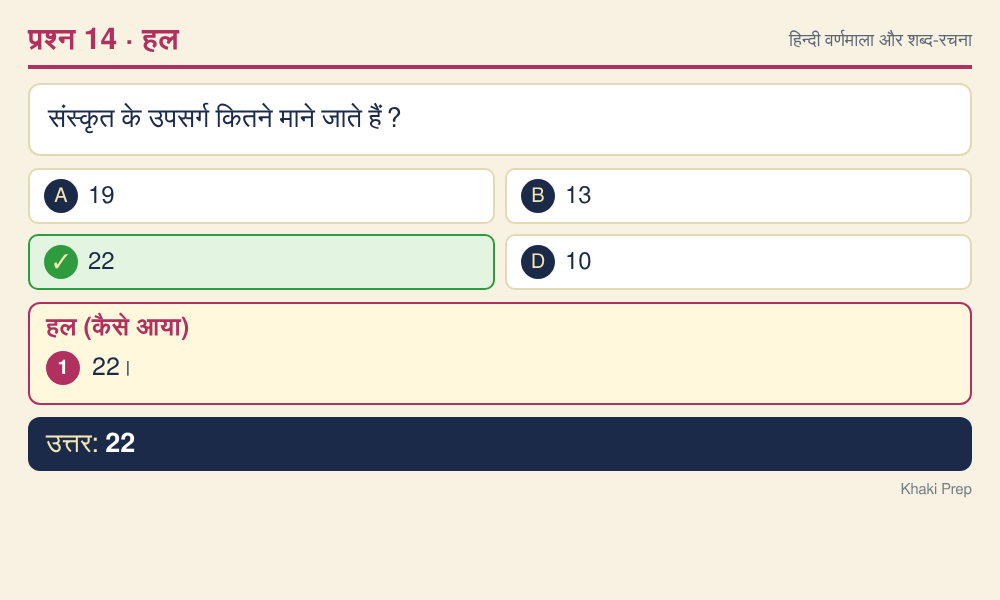 प्रश्न 14 · हल
हिन्दी वर्णमाला और शब्द-रचना
संस्कृत के उपसर्ग कितने माने जाते हैं ?
A 19
B 13
✓ 22
D 10
हल (कैसे आया)
1 22।
उत्तर: 22
Khaki Prep